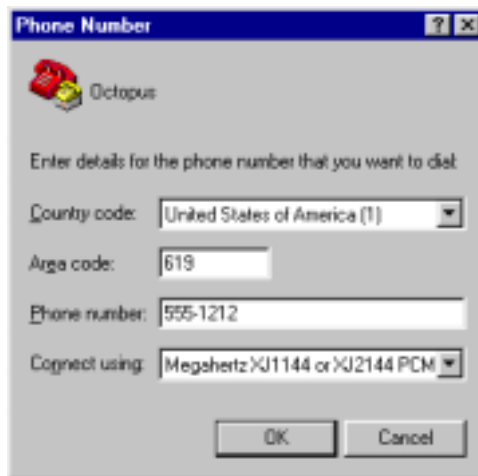 Phone Number
Octopus
Enter details for the phone number that you want to dial:
Country code: United States of America (1)
Area code: 619
Phone number: 555-1212
Connect using: Megahertz XJ1144 or XJ2144 PCM
OK Cancel